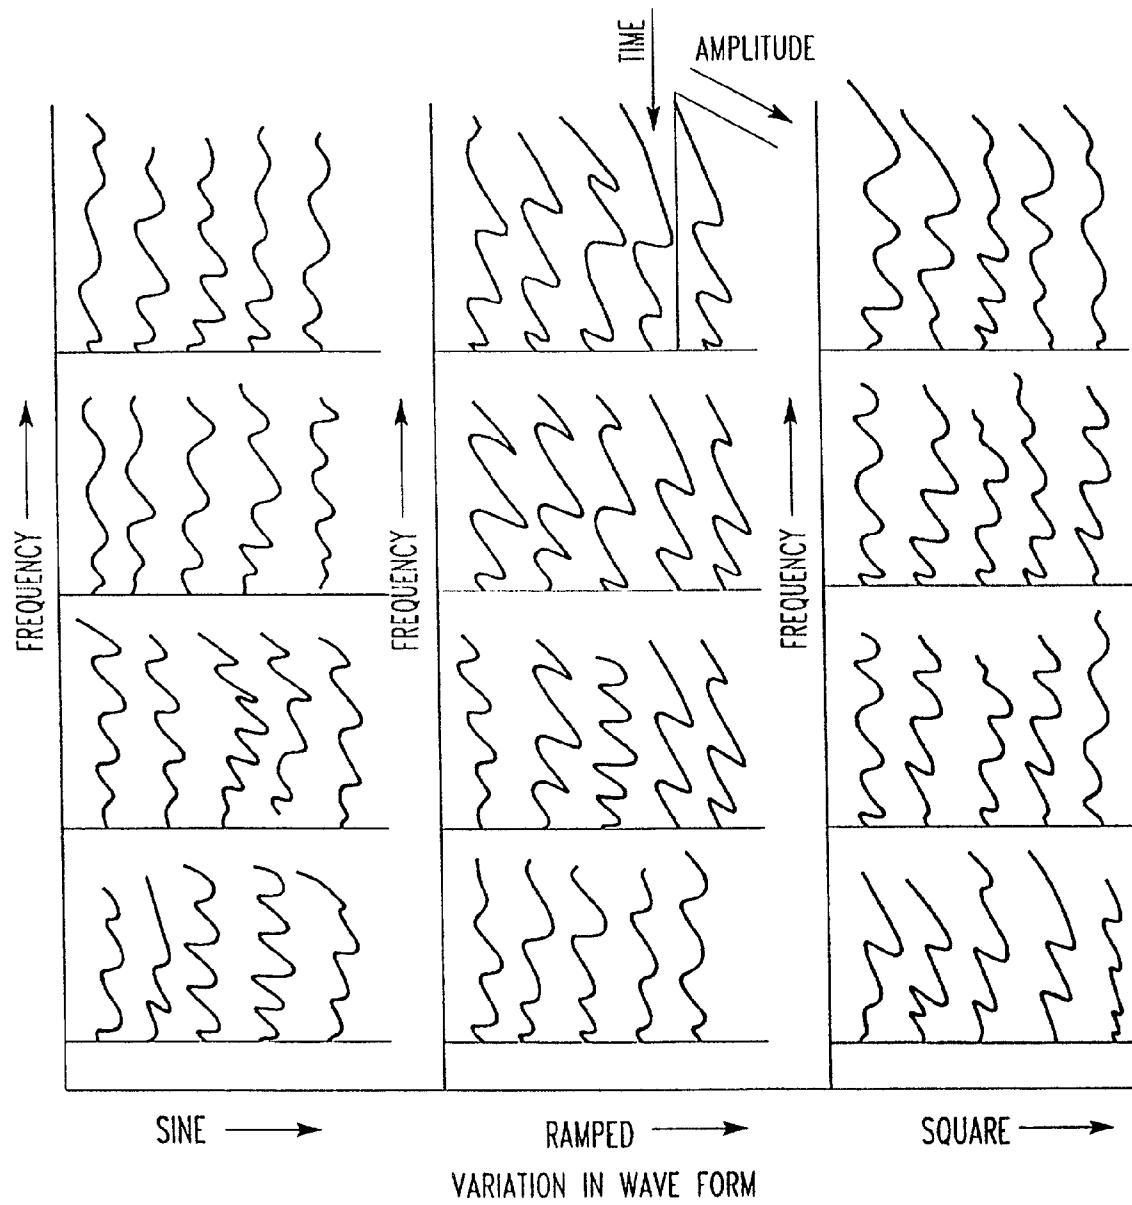 TIME
AMPLITUDE
FREQUENCY
FREQUENCY
FREQUENCY
SINE
RAMPED
SQUARE
VARIATION IN WAVE FORM